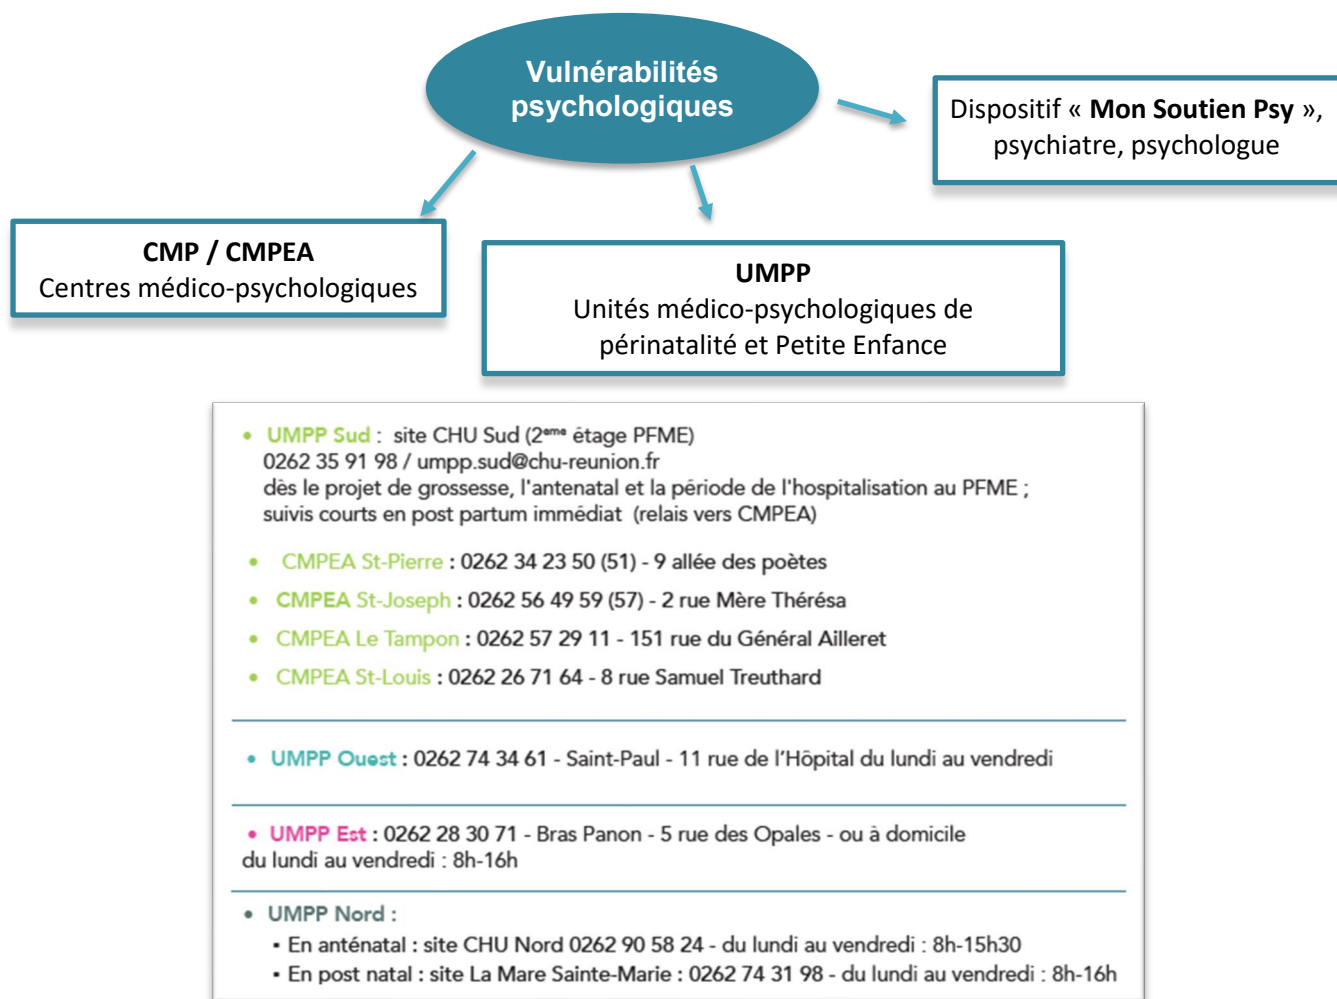 Vulnérabilités
psychologiques
Dispositif « Mon Soutien Psy »,
psychiatre, psychologue
CMP / CMPEA
Centres médico-psychologiques
UMPP
Unités médico-psychologiques de
périnatalité et Petite Enfance
• UMPP Sud : site CHU Sud (2eme étage PFME)
0262 35 91 98 / umpp.sud@chu-reunion.fr
dès le projet de grossesse, l'antenatal et la période de l'hospitalisation au PFME ;
suivis courts en post partum immédiat (relais vers CMPEA)
• CMPEA St-Pierre : 0262 34 23 50 (51) - 9 allée des poètes
• CMPEA St-Joseph : 0262 56 49 59 (57) - 2 rue Mère Thérésa
• CMPEA Le Tampon : 0262 57 29 11 - 151 rue du Général Ailleret
• CMPEA St-Louis : 0262 26 71 64 - 8 rue Samuel Treuthard
• UMPP Ouest : 0262 74 34 61 - Saint-Paul - 11 rue de l'Hôpital du lundi au vendredi
• UMPP Est : 0262 28 30 71 - Bras Panon - 5 rue des Opales - ou à domicile
du lundi au vendredi : 8h-16h
• UMPP Nord :
▪ En anténatal : site CHU Nord 0262 90 58 24 - du lundi au vendredi : 8h-15h30
▪ En post natal : site La Mare Sainte-Marie : 0262 74 31 98 - du lundi au vendredi : 8h-16h